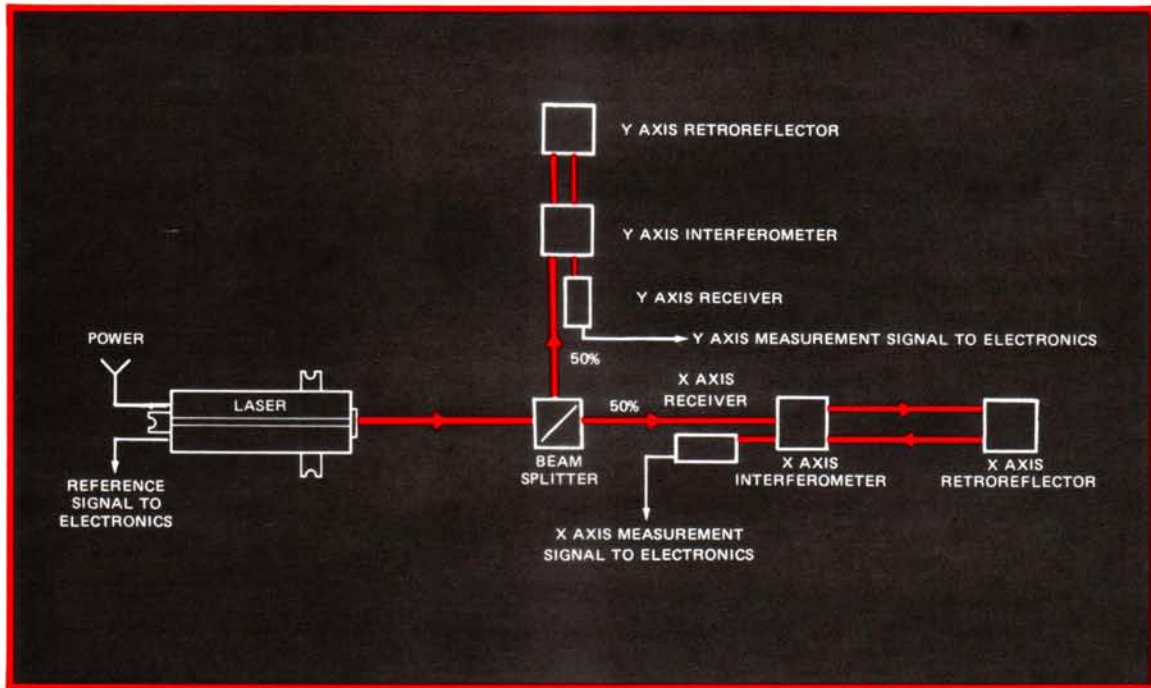 Y AXIS RETROREFLECTOR
Y AXIS INTERFEROMETER
Y AXIS RECEIVER
Y AXIS MEASUREMENT SIGNAL TO ELECTRONICS
50%
POWER
LASER
X AXIS
RECEIVER
50%
BEAM
SPLITTER
X AXIS
INTERFEROMETER
X AXIS
RETROREFLECTOR
REFERENCE
SIGNAL TO
ELECTRONICS
X AXIS MEASUREMENT
SIGNAL TO ELECTRONICS